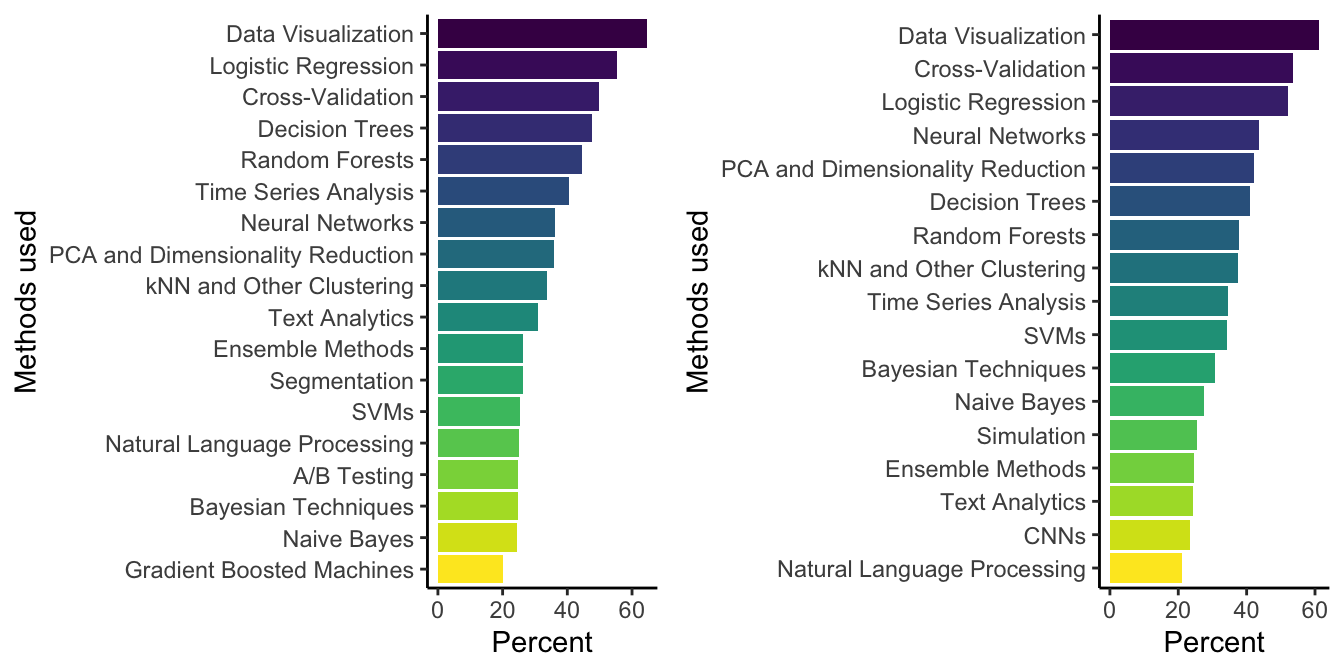 Methods used
Data Visualization
Logistic Regression
Cross-Validation
Decision Trees
Random Forests
Time Series Analysis
Neural Networks
PCA and Dimensionality Reduction
kNN and Other Clustering
Text Analytics
Ensemble Methods
Segmentation
SVMs
Natural Language Processing
A/B Testing
Bayesian Techniques
Naive Bayes
Gradient Boosted Machines
0 20 40 60
Percent
Methods used
Data Visualization
Cross-Validation
Logistic Regression
Neural Networks
PCA and Dimensionality Reduction
Decision Trees
Random Forests
kNN and Other Clustering
Time Series Analysis
SVMs
Bayesian Techniques
Naive Bayes
Simulation
Ensemble Methods
Text Analytics
CNNs
Natural Language Processing
0 20 40 60
Percent